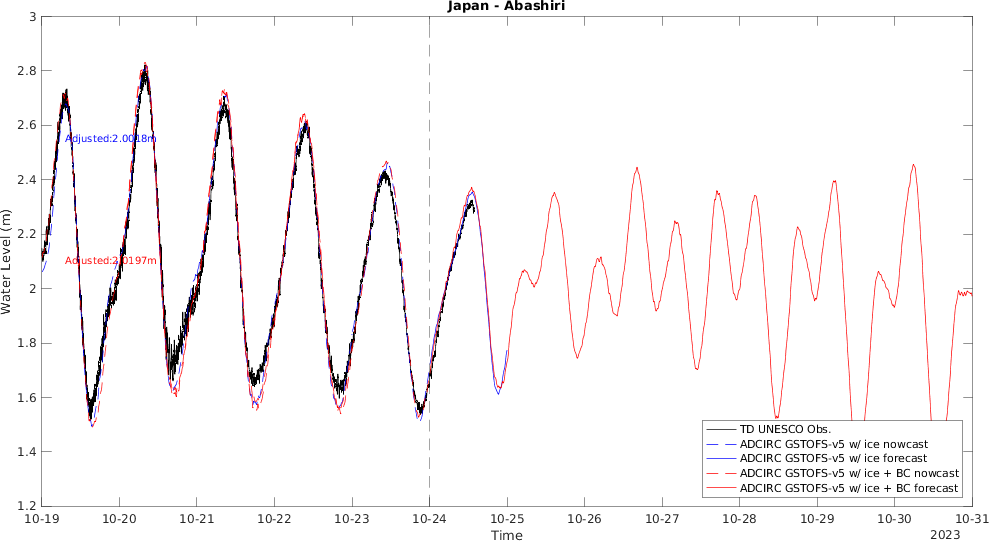 Japan - Abashiri
3
2.8
2.6
2.4
2.2
2
1.8
1.6
1.4
1.2
Water Level (m)
Adjusted:2.0018m
Adjusted:2.0197m
TD UNESCO Obs.
ADCIRC GSTOFS-v5 w/ ice nowcast
ADCIRC GSTOFS-v5 w/ ice forecast
ADCIRC GSTOFS-v5 w/ ice + BC nowcast
ADCIRC GSTOFS-v5 w/ ice + BC forecast
10-19 10-20 10-21 10-22 10-23 10-24 10-25 10-26 10-27 10-28 10-29 10-30 10-31
Time
2023